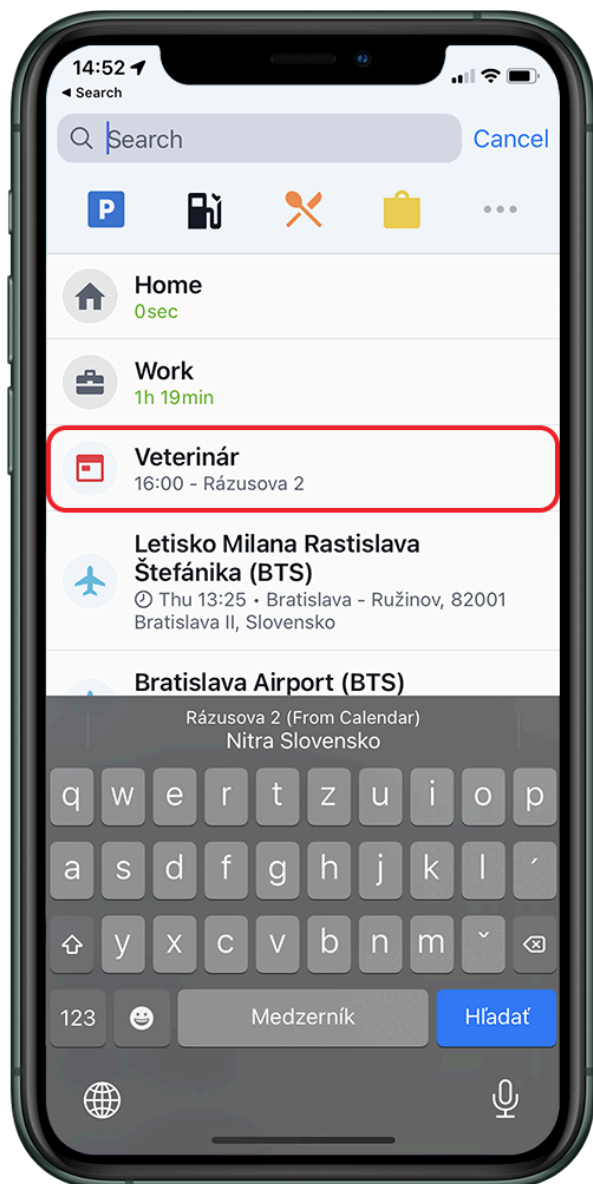 14:52
◀ Search
Search
Cancel
P
Home
0sec
Work
1h 19min
Veterinár
16:00 - Rázusova 2
Letisko Milana Rastislava
Štefánika (BTS)
Thu 13:25 • Bratislava - Ružinov, 82001
Bratislava II, Slovensko
Bratislava Airport (BTS)
Rázusova 2 (From Calendar)
Nitra Slovensko
q w e r t z u i o p
a s d f g h j k l ´
y x c v b n m ˇ
123
Medzerník
Hľadať